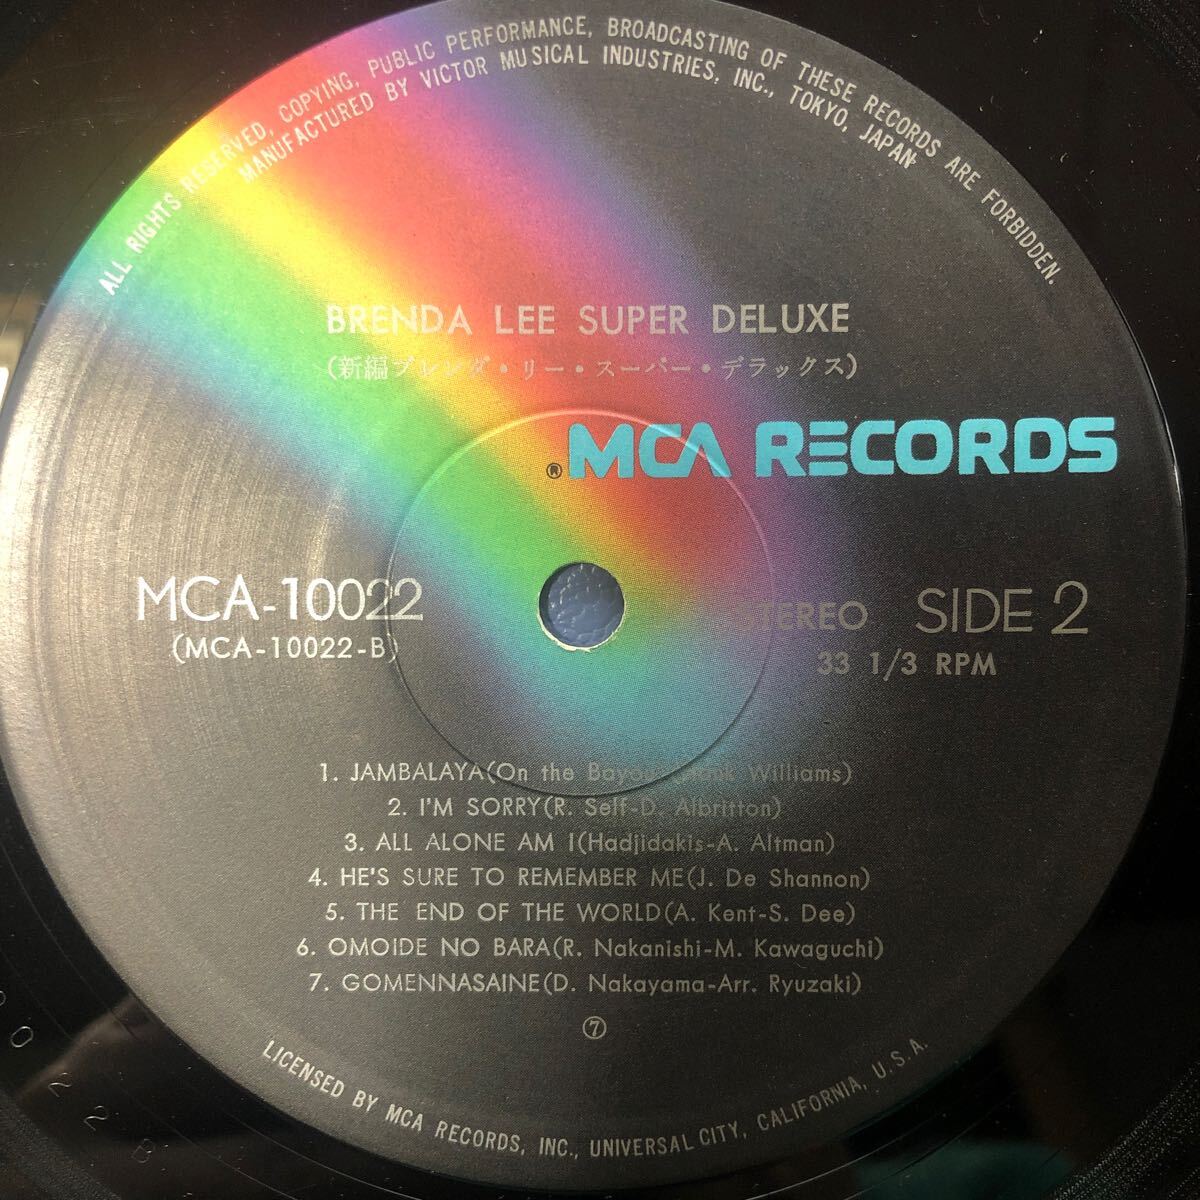 ALL RIGHTS RESERVED, COPYING, PUBLIC PERFORMANCE, BROADCASTING OF THESE RECORDS ARE FORBIDDEN.
MANUFACTURED BY VICTOR MUSICAL INDUSTRIES, INC., TOKYO, JAPAN
BRENDA LEE SUPER DELUXE
(新編ブレンダ・リー・スーパー・デラックス)
®MCA RECORDS
MCA-10022
(MCA-10022-B)
STEREO SIDE 2
33 1/3 RPM
1. JAMBALAYA(On the Bayou Hank Williams)
2. I'M SORRY(R. Self-D. Albritton)
3. ALL ALONE AM I(Hadjidakis-A. Altman)
4. HE'S SURE TO REMEMBER ME(J. De Shannon)
5. THE END OF THE WORLD(A. Kent-S. Dee)
6. OMOIDE NO BARA(R. Nakanishi-M. Kawaguchi)
7. GOMENNASAINE(D. Nakayama-Arr. Ryuzaki)
⑦
LICENSED BY MCA RECORDS, INC., UNIVERSAL CITY, CALIFORNIA, U.S.A.